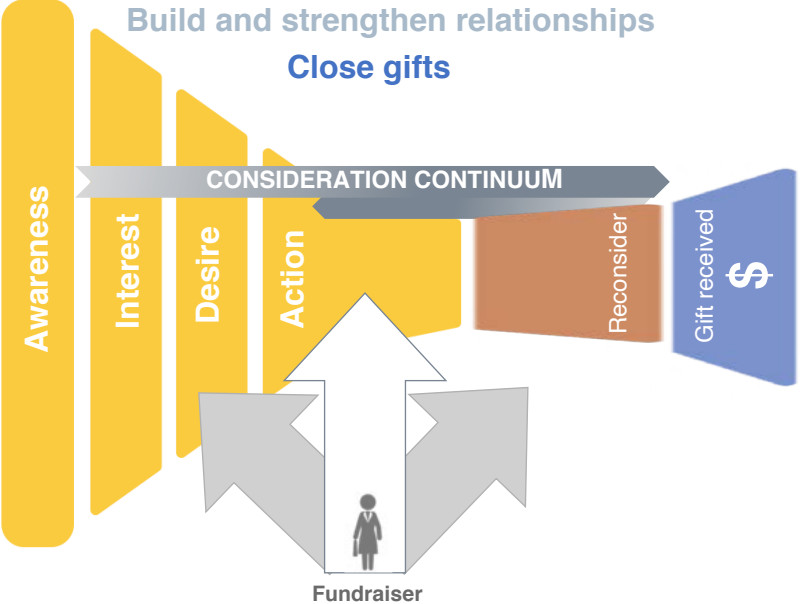 Build and strengthen relationships
Close gifts
CONSIDERATION CONTINUUM
Awareness
Interest
Desire
Action
Reconsider
Gift received
$
Fundraiser